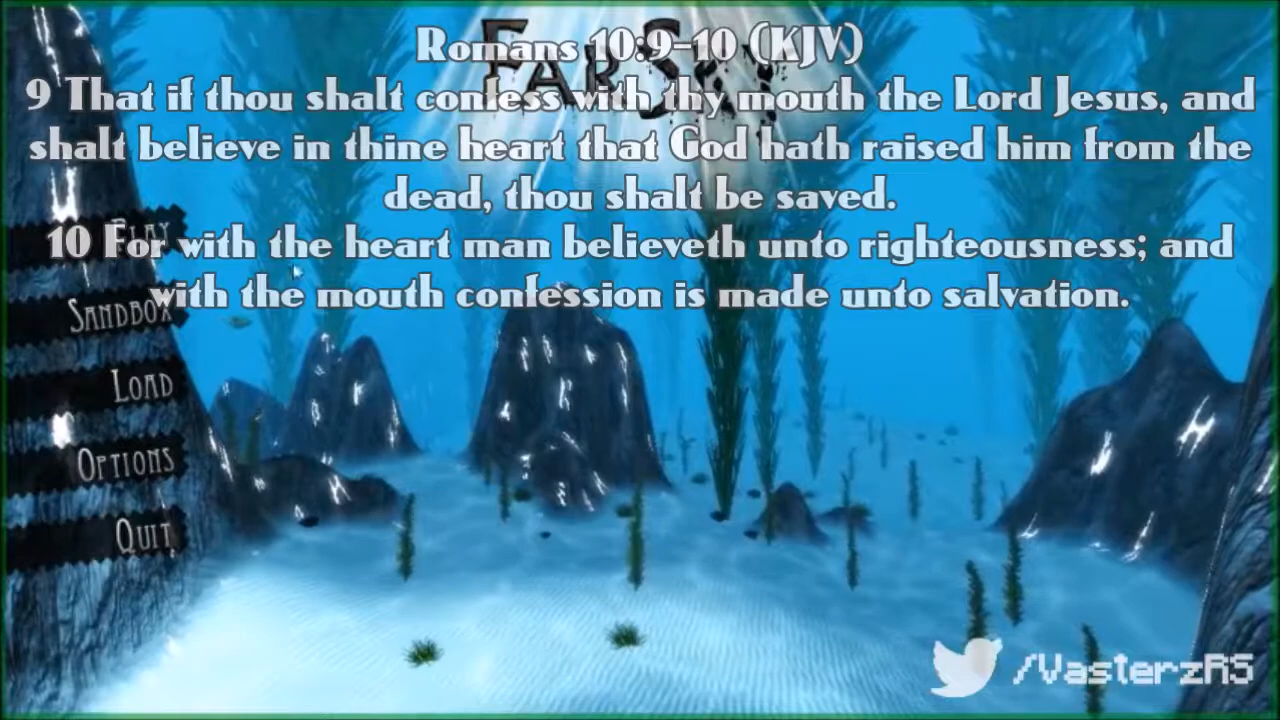 Romans 10:9-10 (KJV)
FarSky
9 That if thou shalt confess with thy mouth the Lord Jesus, and
shalt believe in thine heart that God hath raised him from the
dead, thou shalt be saved.
10 For with the heart man believeth unto righteousness; and
with the mouth confession is made unto salvation.
Play
Sandbox
Load
Options
Quit
/VasterzRS